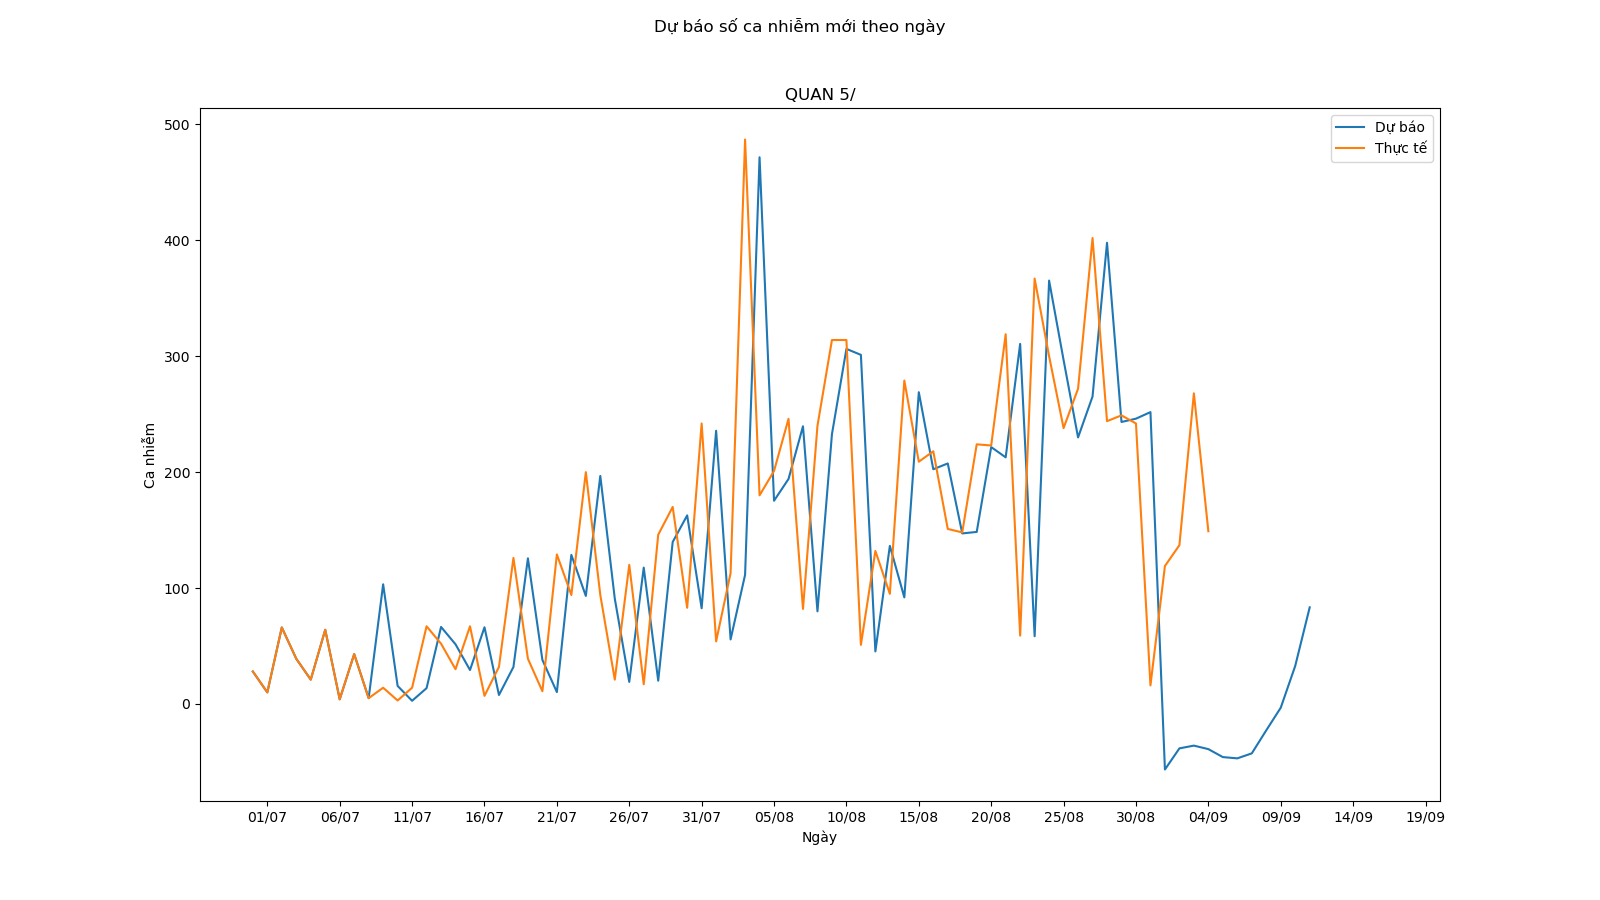 Dự báo số ca nhiễm mới theo ngày
QUAN 5/
Dự báo
Thực tế
500
400
300
200
100
0
Ca nhiễm
01/07 06/07 11/07 16/07 21/07 26/07 31/07 05/08 10/08 15/08 20/08 25/08 30/08 04/09 09/09 14/09 19/09
Ngày